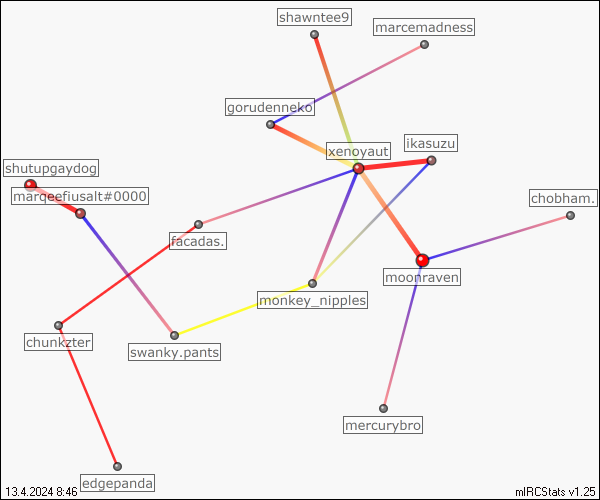 shawntee9
marcemadness
gorudenneko
ikasuzu
xenoyaut
shutupgaydog
marqeefiusalt#0000
chobham.
facadas.
moonraven
monkey_nipples
chunkzter
swanky.pants
mercurybro
edgepanda
13.4.2024 8:46
mIRCStats v1.25